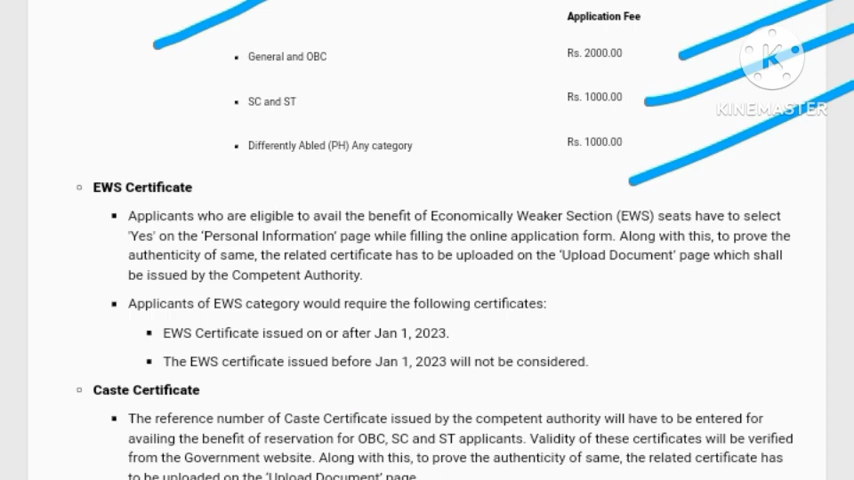 Application Fee
General and OBC
Rs. 2000.00
SC and ST
Rs. 1000.00
Differently Abled (PH) Any category
Rs. 1000.00
EWS Certificate
Applicants who are eligible to avail the benefit of Economically Weaker Section (EWS) seats have to select
'Yes' on the ‘Personal Information’ page while filling the online application form. Along with this, to prove the
authenticity of same, the related certificate has to be uploaded on the ‘Upload Document’ page which shall
be issued by the Competent Authority.
Applicants of EWS category would require the following certificates:
EWS Certificate issued on or after Jan 1, 2023.
The EWS certificate issued before Jan 1, 2023 will not be considered.
Caste Certificate
The reference number of Caste Certificate issued by the competent authority will have to be entered for
availing the benefit of reservation for OBC, SC and ST applicants. Validity of these certificates will be verified
from the Government website. Along with this, to prove the authenticity of same, the related certificate has
to be uploaded on the ‘Upload Document’ page
K
KINEMASTER